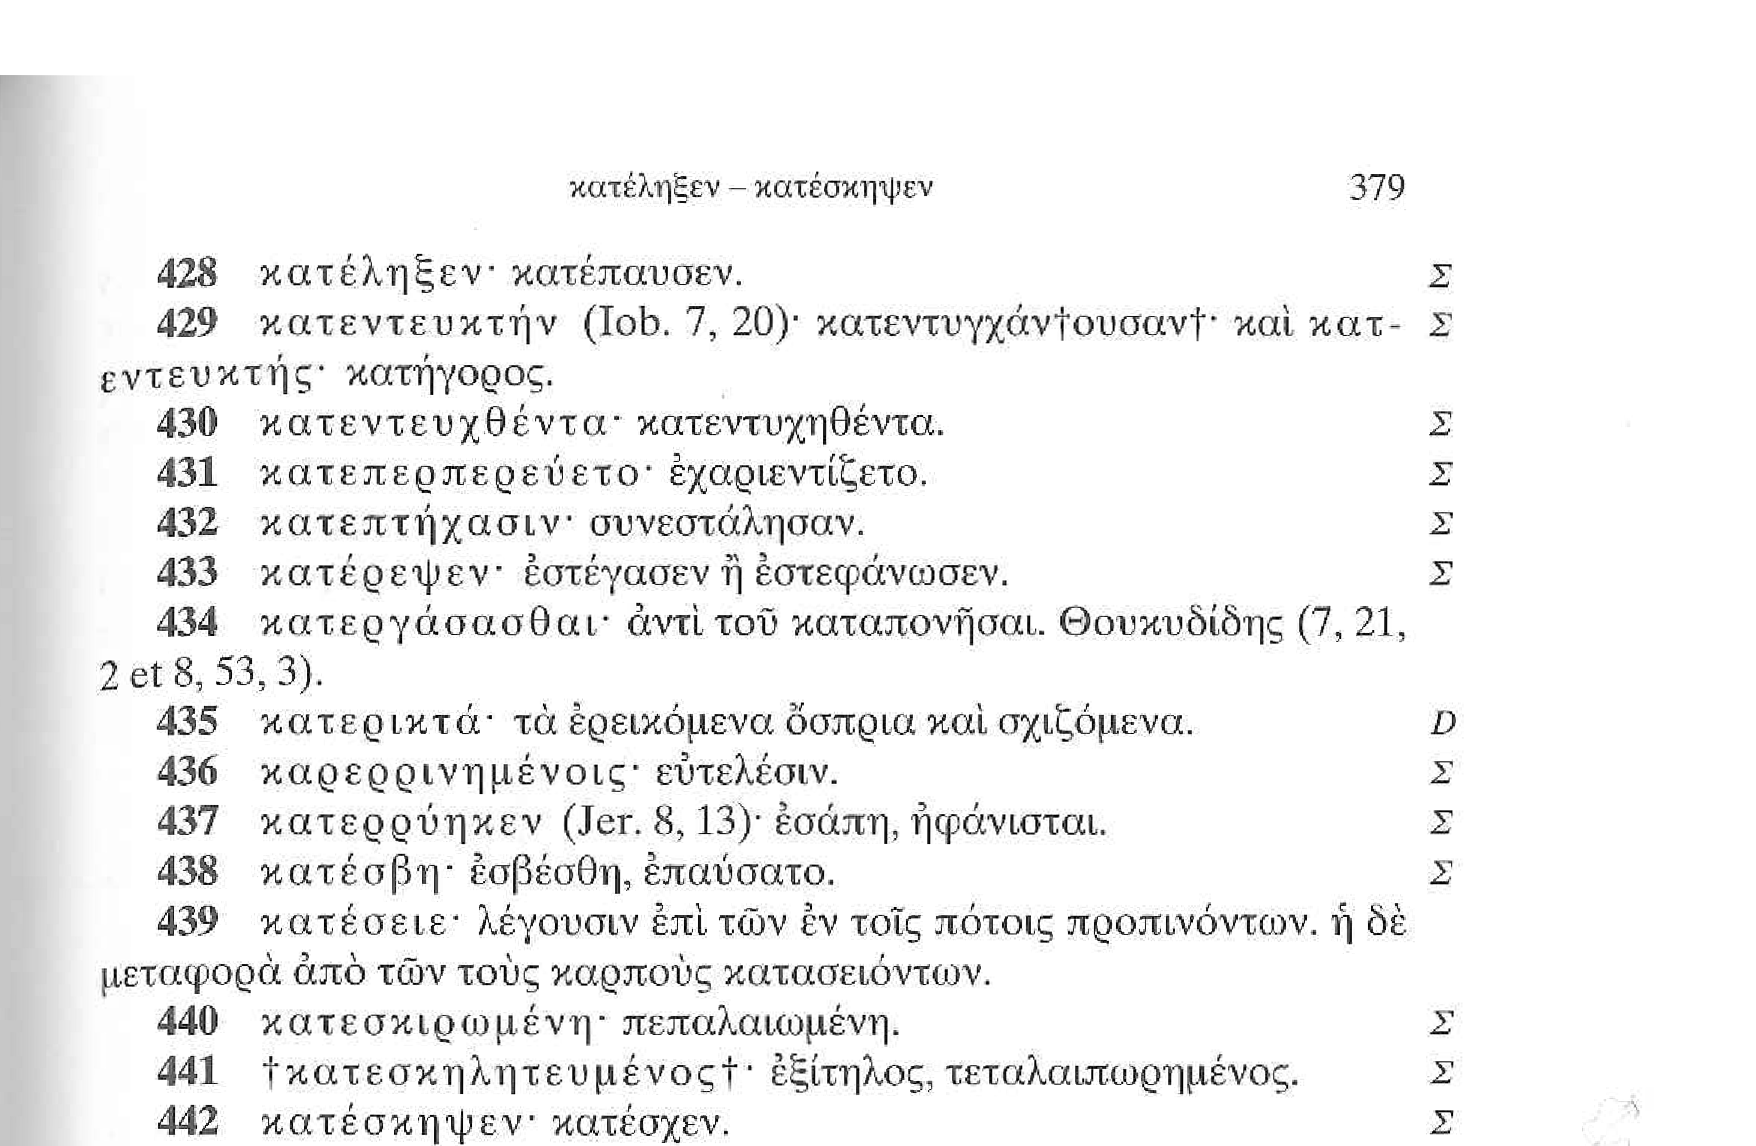 κατέληξεν – κατέσκηψεν 379
428 κατέληξεν· κατέπαυσεν. Σ
429 κατεντευκτήν (Iob. 7, 20)· κατεντυγχάν†ουσαν†· καὶ κατ- Σ
εντευκτής· κατήγορος.
430 κατεντευχθέντα· κατεντυχηθέντα. Σ
431 κατεπερπερεύετο· ἐχαριεντίζετο. Σ
432 κατεπτήχασιν· συνεστάλησαν. Σ
433 κατέρεψεν· ἐστέγασεν ἢ ἐστεφάνωσεν. Σ
434 κατεργάσασθαι· ἀντὶ τοῦ καταπονῆσαι. Θουκυδίδης (7, 21,
2 et 8, 53, 3).
435 κατερικτά· τὰ ἐρεικόμενα ὄσπρια καὶ σχιζόμενα. D
436 καρερρινημένοις· εὐτελέσιν. Σ
437 κατερρύηκεν (Jer. 8, 13)· ἐσάπη, ἠφάνισται. Σ
438 κατέσβη· ἐσβέσθη, ἐπαύσατο. Σ
439 κατέσειε· λέγουσιν ἐπὶ τῶν ἐν τοῖς πότοις προπινόντων. ἡ δὲ
μεταφορὰ ἀπὸ τῶν τοὺς καρποὺς κατασειόντων.
440 κατεσκιρωμένη· πεπαλαιωμένη. Σ
441 †κατεσκηλητευμένος†· ἐξίτηλος, τεταλαιπωρημένος. Σ
442 κατέσκηψεν· κατέσχεν. Σ